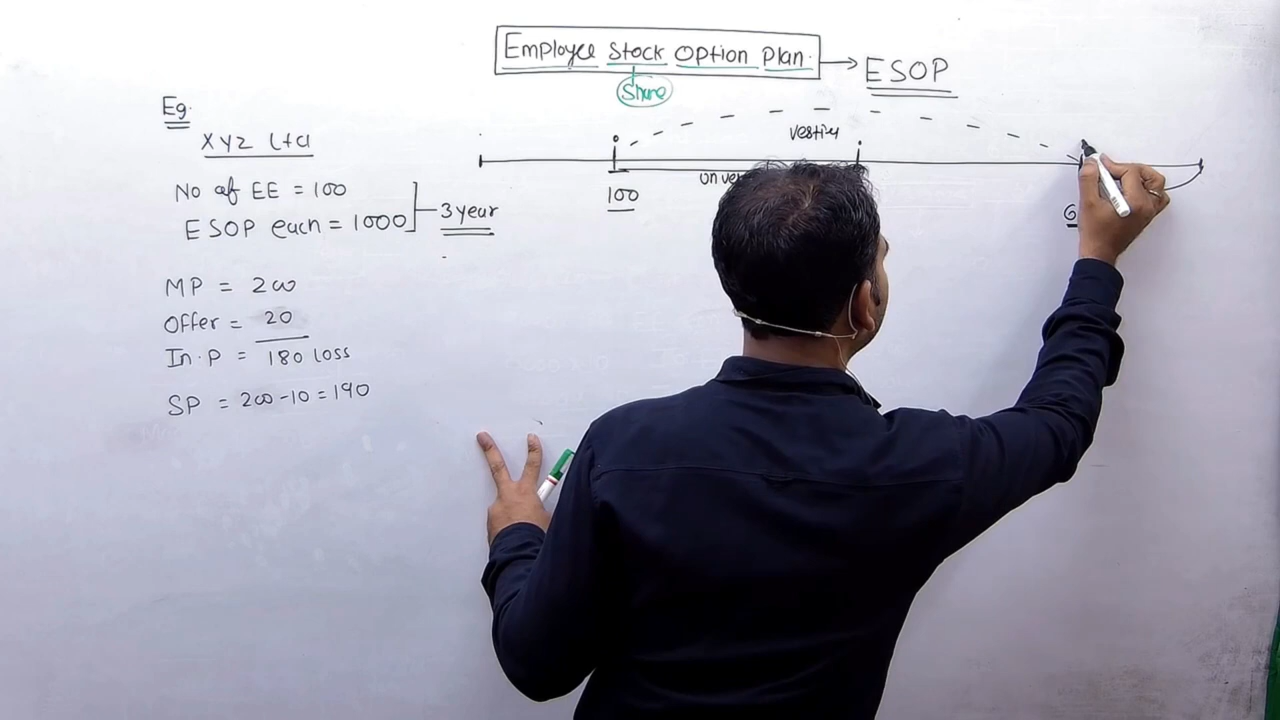 Employee Stock Option Plan. → ESOP
Share
Eg.
XYZ Ltd
vesting
No of EE = 100
ESOP each = 1000
3 year
100
MP = 200
Offer = 20
In.P = 180 loss
SP = 200-10 = 190